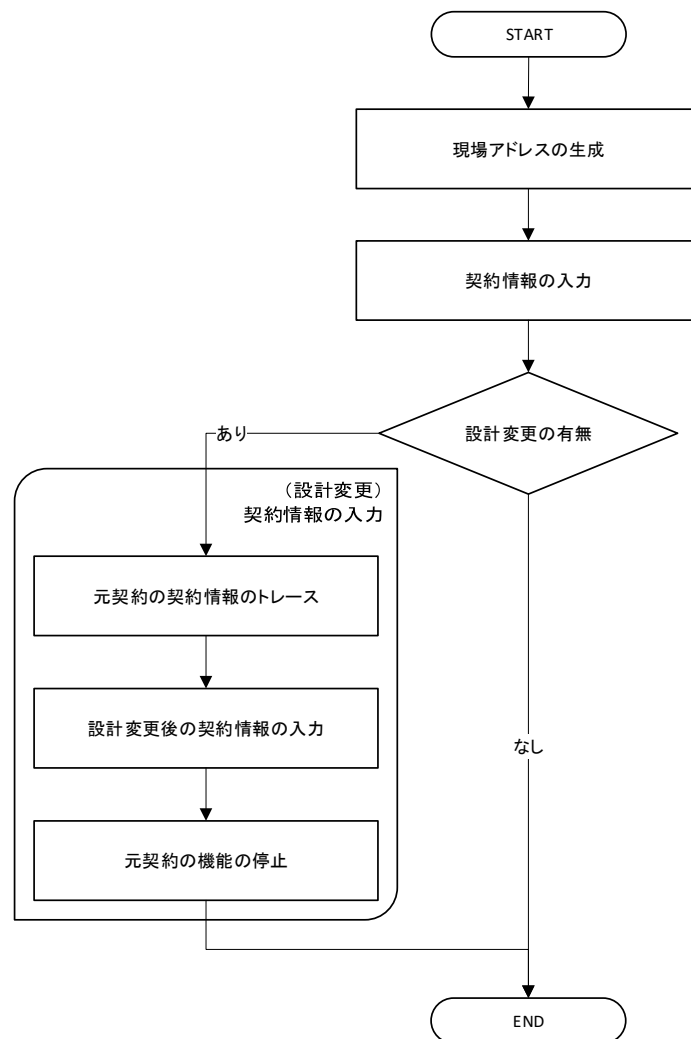 START
現場アドレスの生成
契約情報の入力
設計変更の有無
あり
（設計変更）
契約情報の入力
元契約の契約情報のトレース
設計変更後の契約情報の入力
元契約の機能の停止
なし
END